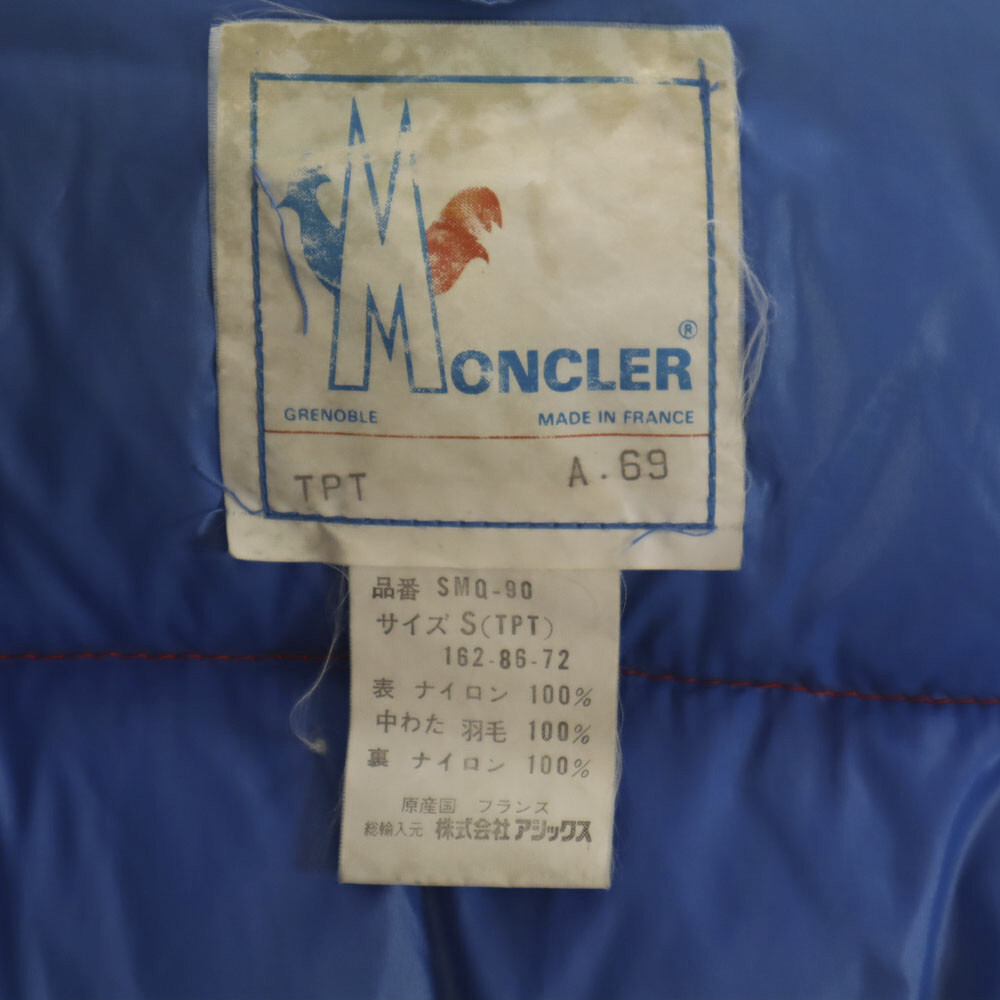 MONCLER®
GRENOBLE MADE IN FRANCE
TPT A.69
品番 SMQ-90
サイズ S(TPT)
162-86-72
表 ナイロン 100%
中わた 羽毛 100%
裏 ナイロン 100%
原産国 フランス
総輸入元 株式会社アシックス